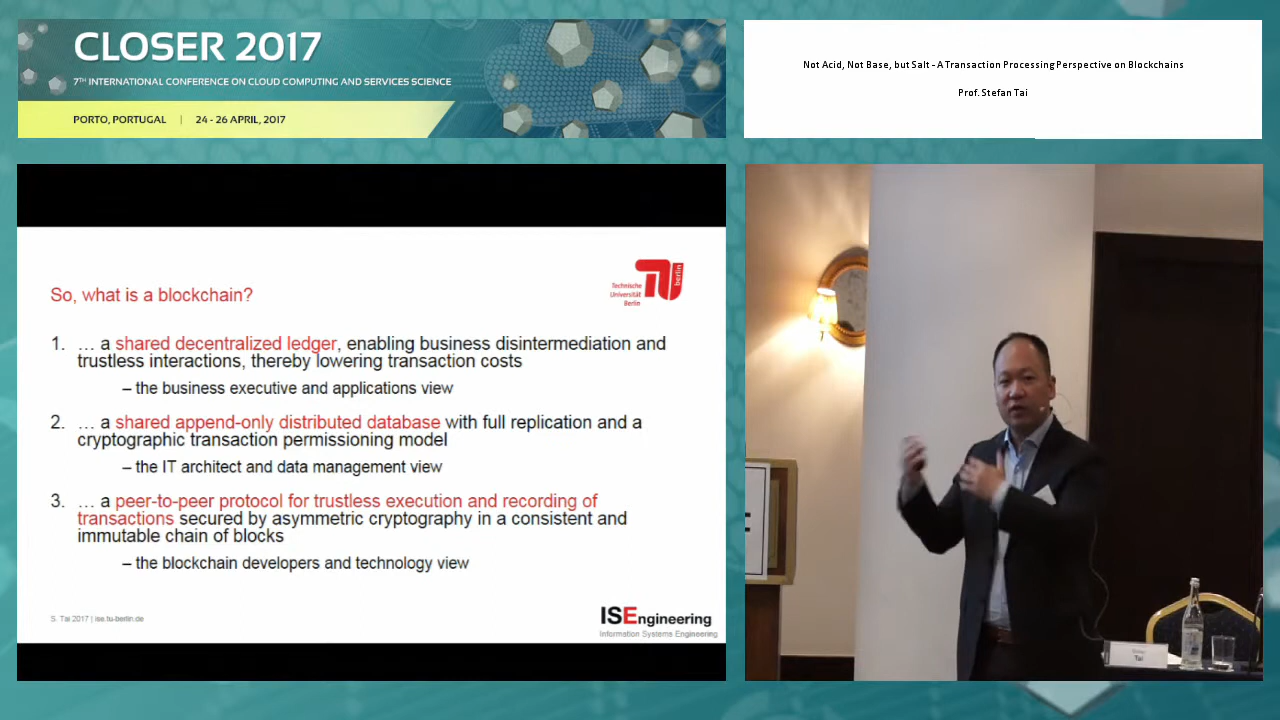 CLOSER 2017
7TH INTERNATIONAL CONFERENCE ON CLOUD COMPUTING AND SERVICES SCIENCE
PORTO, PORTUGAL | 24 - 26 APRIL, 2017
Not Acid, Not Base, but Salt - A Transaction Processing Perspective on Blockchains
Prof. Stefan Tai
So, what is a blockchain?
Technische
Universität
Berlin
berlin
1. … a shared decentralized ledger, enabling business disintermediation and
trustless interactions, thereby lowering transaction costs
– the business executive and applications view
2. … a shared append-only distributed database with full replication and a
cryptographic transaction permissioning model
– the IT architect and data management view
3. … a peer-to-peer protocol for trustless execution and recording of
transactions secured by asymmetric cryptography in a consistent and
immutable chain of blocks
– the blockchain developers and technology view
S. Tai 2017 | ise.tu-berlin.de
ISEngineering
Information Systems Engineering
Tai